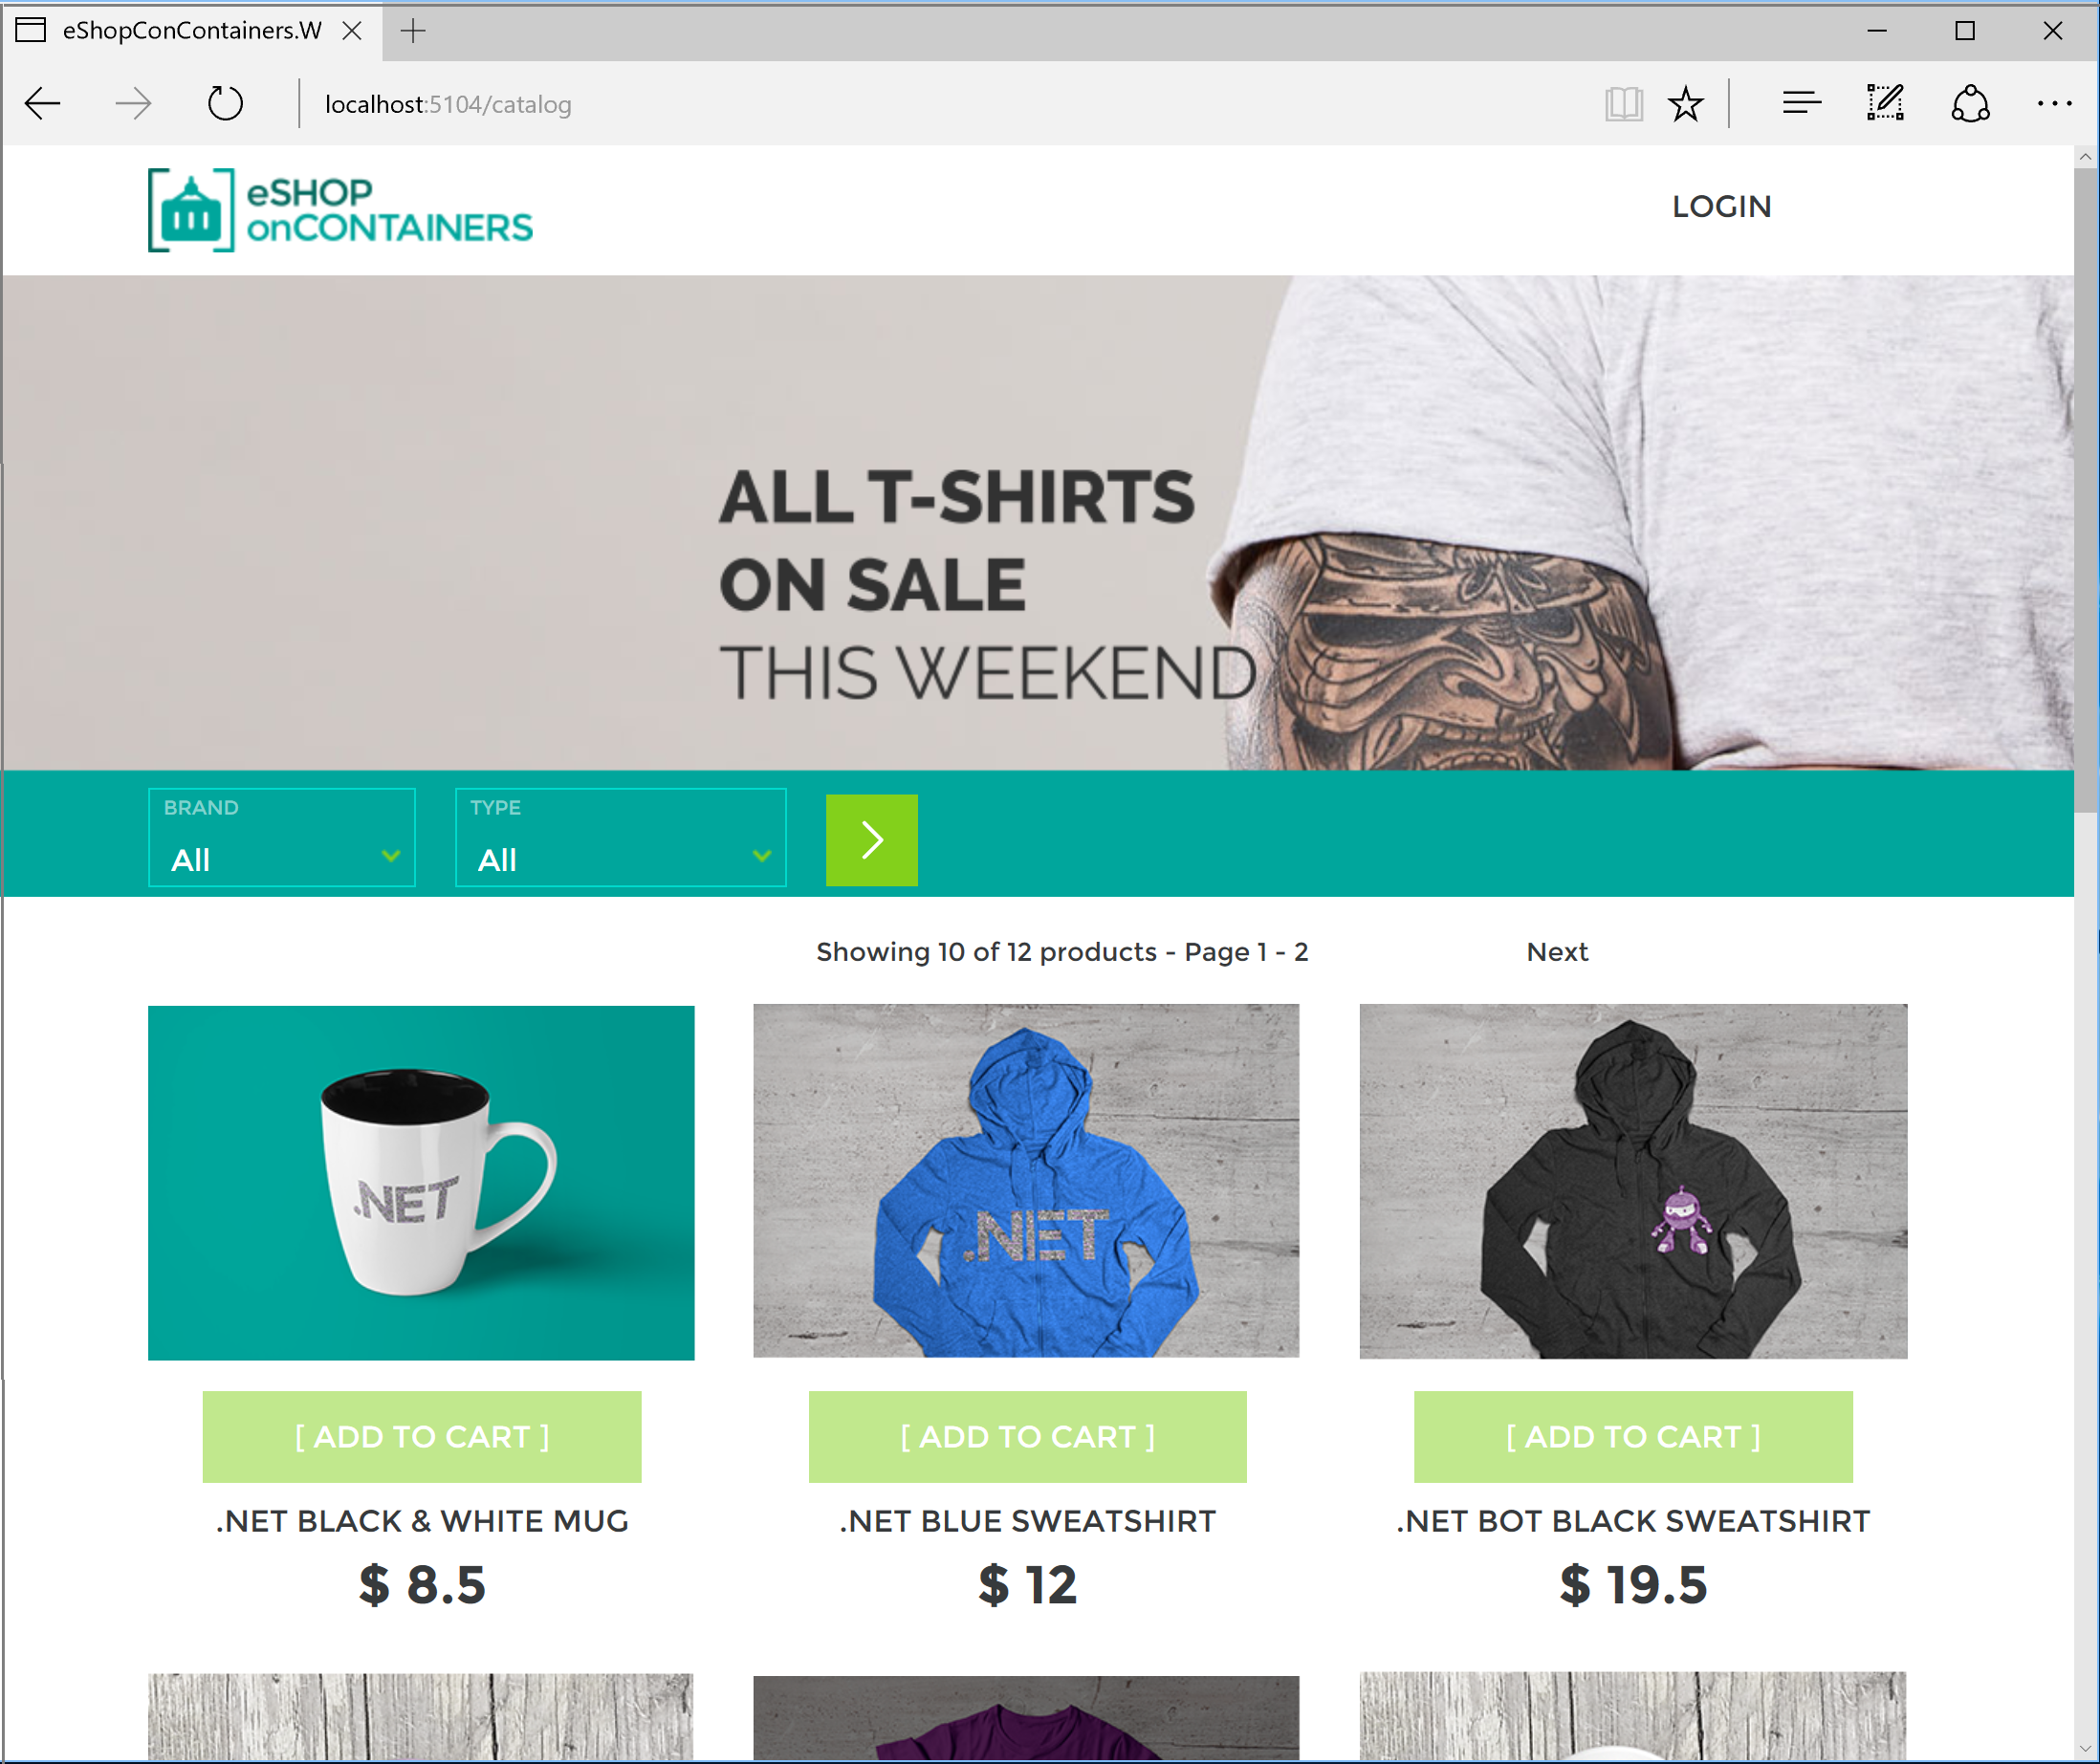 eShopConContainers.W
localhost:5104/catalog
eSHOP
onCONTAINERS
LOGIN
ALL T-SHIRTS
ON SALE
THIS WEEKEND
BRAND
All
TYPE
All
Showing 10 of 12 products - Page 1 - 2
Next
.NET
.NET
[ ADD TO CART ]
[ ADD TO CART ]
[ ADD TO CART ]
.NET BLACK & WHITE MUG
.NET BLUE SWEATSHIRT
.NET BOT BLACK SWEATSHIRT
$ 8.5
$ 12
$ 19.5